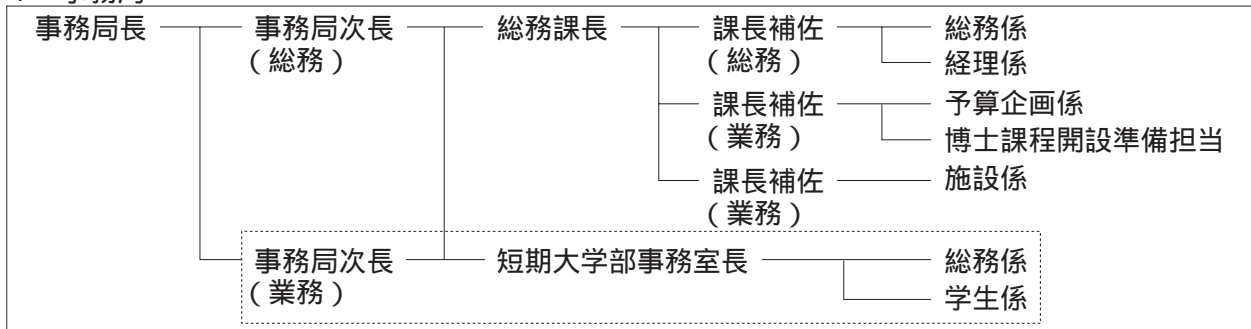 事務局長 事務局次長 総務課長 課長補佐 総務係
(総務) (総務) 経理係
課長補佐 予算企画係
(業務) 博士課程開設準備担当
課長補佐 施設係
(業務)
事務局次長 短期大学部事務室長 総務係
(業務) 学生係